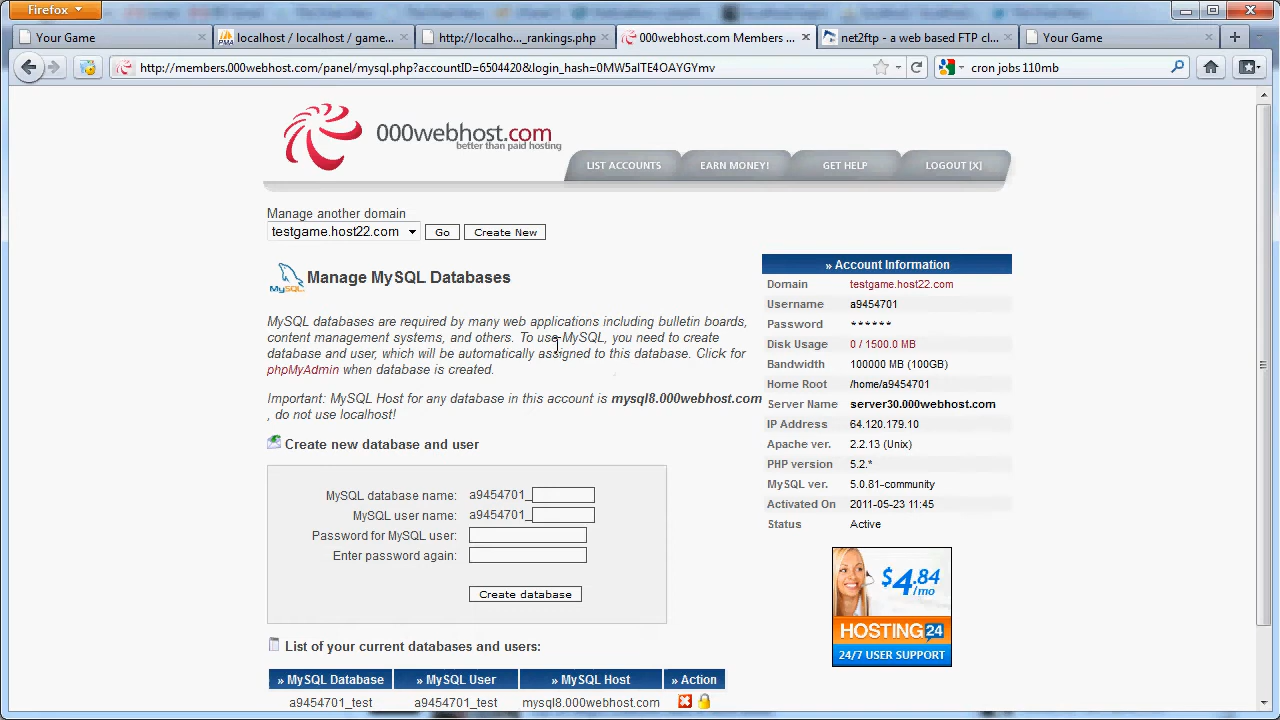 Firefox
Your Game
localhost / localhost / game...
http://localho..._rankings.php
000webhost.com Members ...
net2ftp - a web based FTP cl...
Your Game
http://members.000webhost.com/panel/mysql.php?accountID=6504420&login_hash=0MW5alTE4OAYGYmv
cron jobs 110mb
000webhost.com
better than paid hosting
LIST ACCOUNTS
EARN MONEY!
GET HELP
LOGOUT [X]
Manage another domain
testgame.host22.com
Go
Create New
MySQL
Manage MySQL Databases
MySQL databases are required by many web applications including bulletin boards,
content management systems, and others. To use MySQL, you need to create
database and user, which will be automatically assigned to this database. Click for
phpMyAdmin when database is created.
Important: MySQL Host for any database in this account is mysql8.000webhost.com
, do not use localhost!
Create new database and user
MySQL database name: a9454701_
MySQL user name: a9454701_
Password for MySQL user:
Enter password again:
Create database
List of your current databases and users:
» MySQL Database » MySQL User » MySQL Host » Action
a9454701_test a9454701_test mysql8.000webhost.com
» Account Information
Domain testgame.host22.com
Username a9454701
Password ******
Disk Usage 0 / 1500.0 MB
Bandwidth 100000 MB (100GB)
Home Root /home/a9454701
Server Name server30.000webhost.com
IP Address 64.120.179.10
Apache ver. 2.2.13 (Unix)
PHP version 5.2.*
MySQL ver. 5.0.81-community
Activated On 2011-05-23 11:45
Status Active
$4.84
/mo
HOSTING 24
24/7 USER SUPPORT